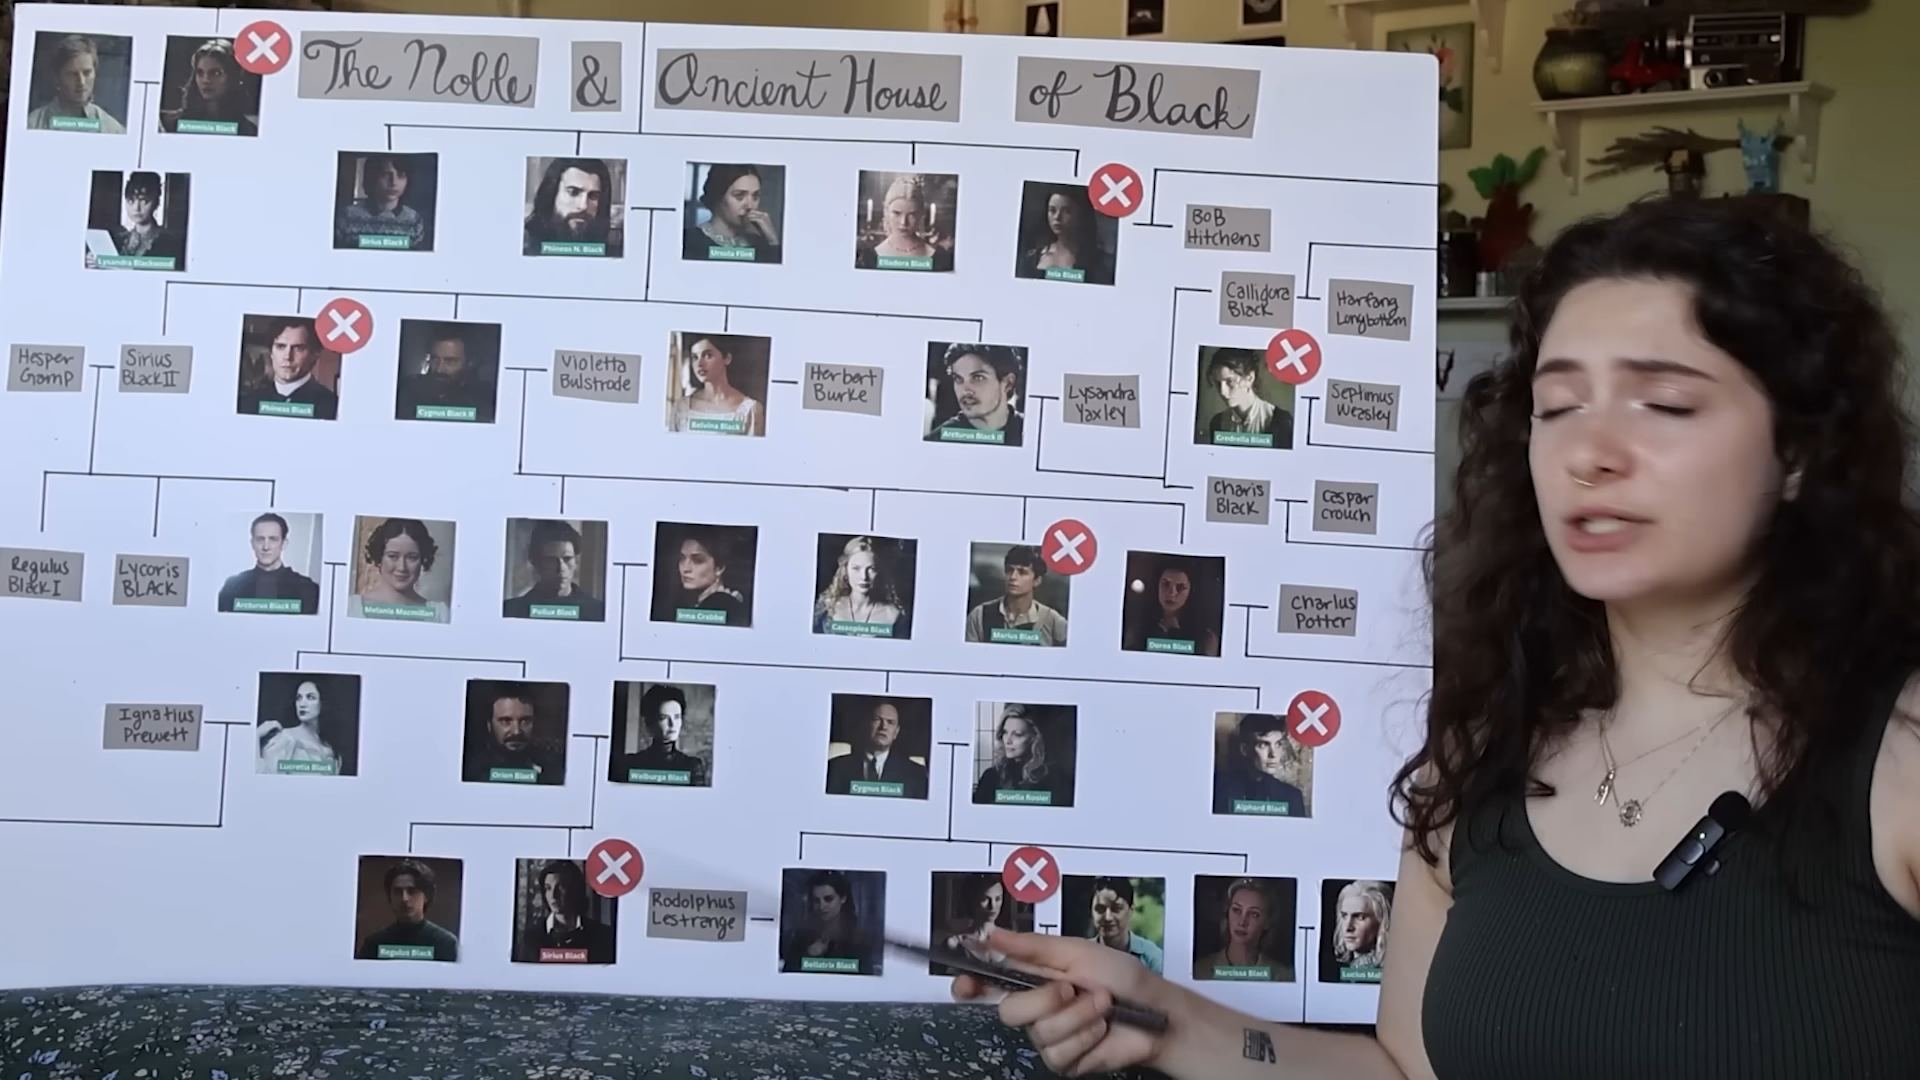 The Noble & Ancient House of Black
Eunon Wood
Artemisia Black
Lysandra Blackwood
Sirius Black I
Phineas N. Black
Ursula Flint
Elladora Black
Isla Black
Bob
Hitchens
Callidora
Black
Harfang
Longbottom
Hesper
Gamp
Sirius
Black II
Phineas Black
Cygnus Black II
Violetta
Bulstrode
Belvina Black
Herbert
Burke
Arcturus Black II
Lysandra
Yaxley
Cedrella Black
Septimus
Weasley
Charis
Black
Caspar
Crouch
Regulus
Black I
Lycoris
BLACK
Arcturus Black III
Melania Macmillan
Pollux Black
Irma Crabbe
Cassiopiea Black
Marius Black
Dorea Black
Charlus
Potter
Ignatius
Prewett
Lucretia Black
Orion Black
Walburga Black
Cygnus Black
Druella Rosier
Alphard Black
Regulus Black
Sirius Black
Rodolphus
Lestrange
Bellatrix Black
Narcissa Black
Lucius Mal